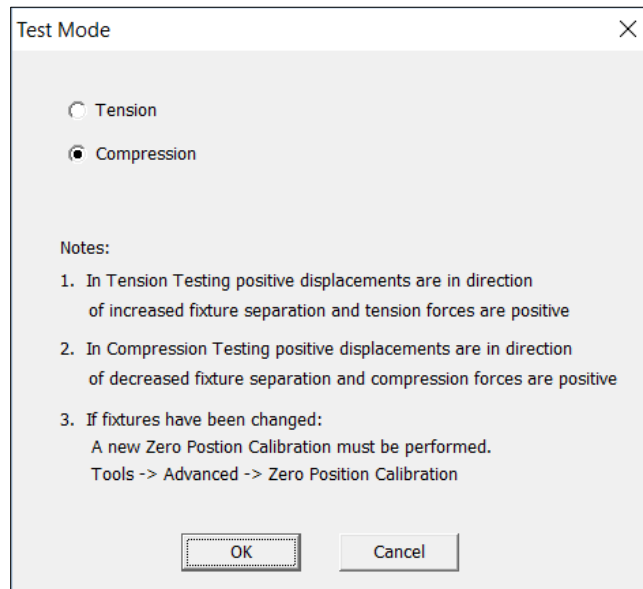 Test Mode
Tension
Compression
Notes:
1. In Tension Testing positive displacements are in direction
of increased fixture separation and tension forces are positive
2. In Compression Testing positive displacements are in direction
of decreased fixture separation and compression forces are positive
3. If fixtures have been changed:
A new Zero Postion Calibration must be performed.
Tools -> Advanced -> Zero Position Calibration
OK
Cancel